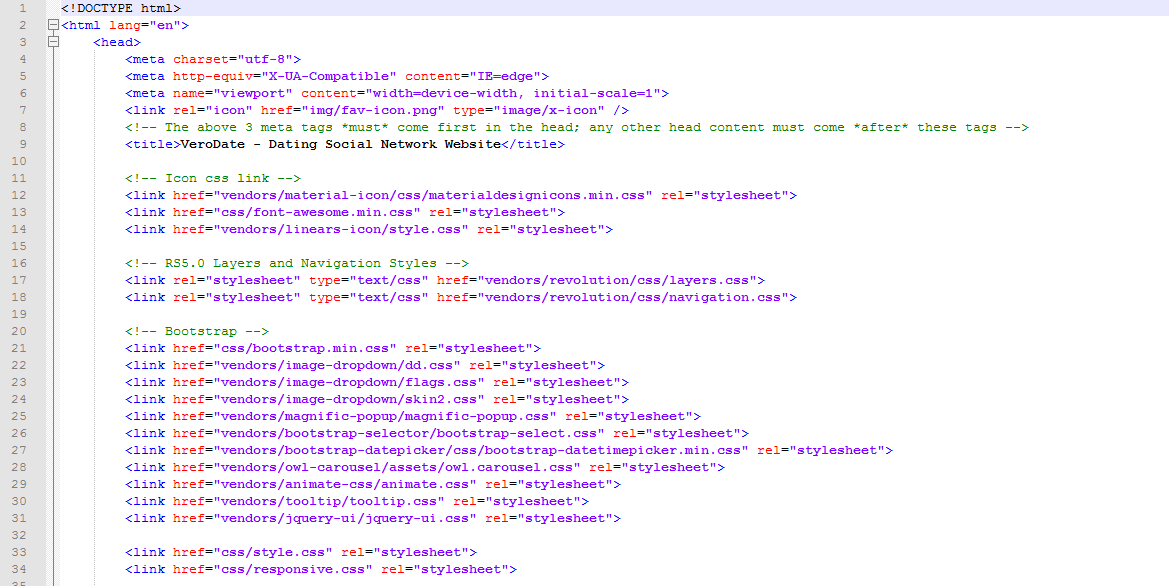 1 <!DOCTYPE html>
2 <html lang="en">
3 <head>
4 <meta charset="utf-8">
5 <meta http-equiv="X-UA-Compatible" content="IE=edge">
6 <meta name="viewport" content="width=device-width, initial-scale=1">
7 <link rel="icon" href="img/fav-icon.png" type="image/x-icon" />
8 <!-- The above 3 meta tags *must* come first in the head; any other head content must come *after* these tags -->
9 <title>VeroDate - Dating Social Network Website</title>
10
11 <!-- Icon css link -->
12 <link href="vendors/material-icon/css/materialdesignicons.min.css" rel="stylesheet">
13 <link href="css/font-awesome.min.css" rel="stylesheet">
14 <link href="vendors/linears-icon/style.css" rel="stylesheet">
15
16 <!-- RS5.0 Layers and Navigation Styles -->
17 <link rel="stylesheet" type="text/css" href="vendors/revolution/css/layers.css">
18 <link rel="stylesheet" type="text/css" href="vendors/revolution/css/navigation.css">
19
20 <!-- Bootstrap -->
21 <link href="css/bootstrap.min.css" rel="stylesheet">
22 <link href="vendors/image-dropdown/dd.css" rel="stylesheet">
23 <link href="vendors/image-dropdown/flags.css" rel="stylesheet">
24 <link href="vendors/image-dropdown/skin2.css" rel="stylesheet">
25 <link href="vendors/magnific-popup/magnific-popup.css" rel="stylesheet">
26 <link href="vendors/bootstrap-selector/bootstrap-select.css" rel="stylesheet">
27 <link href="vendors/bootstrap-datepicker/css/bootstrap-datetimepicker.min.css" rel="stylesheet">
28 <link href="vendors/owl-carousel/assets/owl.carousel.css" rel="stylesheet">
29 <link href="vendors/animate-css/animate.css" rel="stylesheet">
30 <link href="vendors/tooltip/tooltip.css" rel="stylesheet">
31 <link href="vendors/jquery-ui/jquery-ui.css" rel="stylesheet">
32
33 <link href="css/style.css" rel="stylesheet">
34 <link href="css/responsive.css" rel="stylesheet">
35